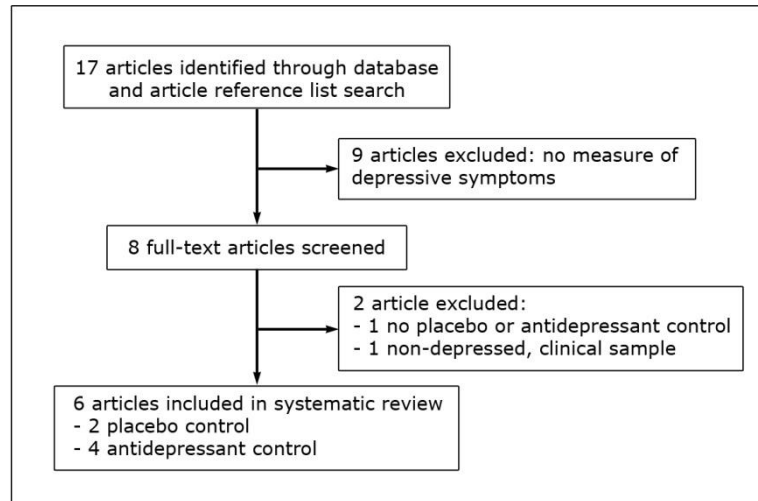 17 articles identified through database
and article reference list search
9 articles excluded: no measure of
depressive symptoms
8 full-text articles screened
2 article excluded:
- 1 no placebo or antidepressant control
- 1 non-depressed, clinical sample
6 articles included in systematic review
- 2 placebo control
- 4 antidepressant control